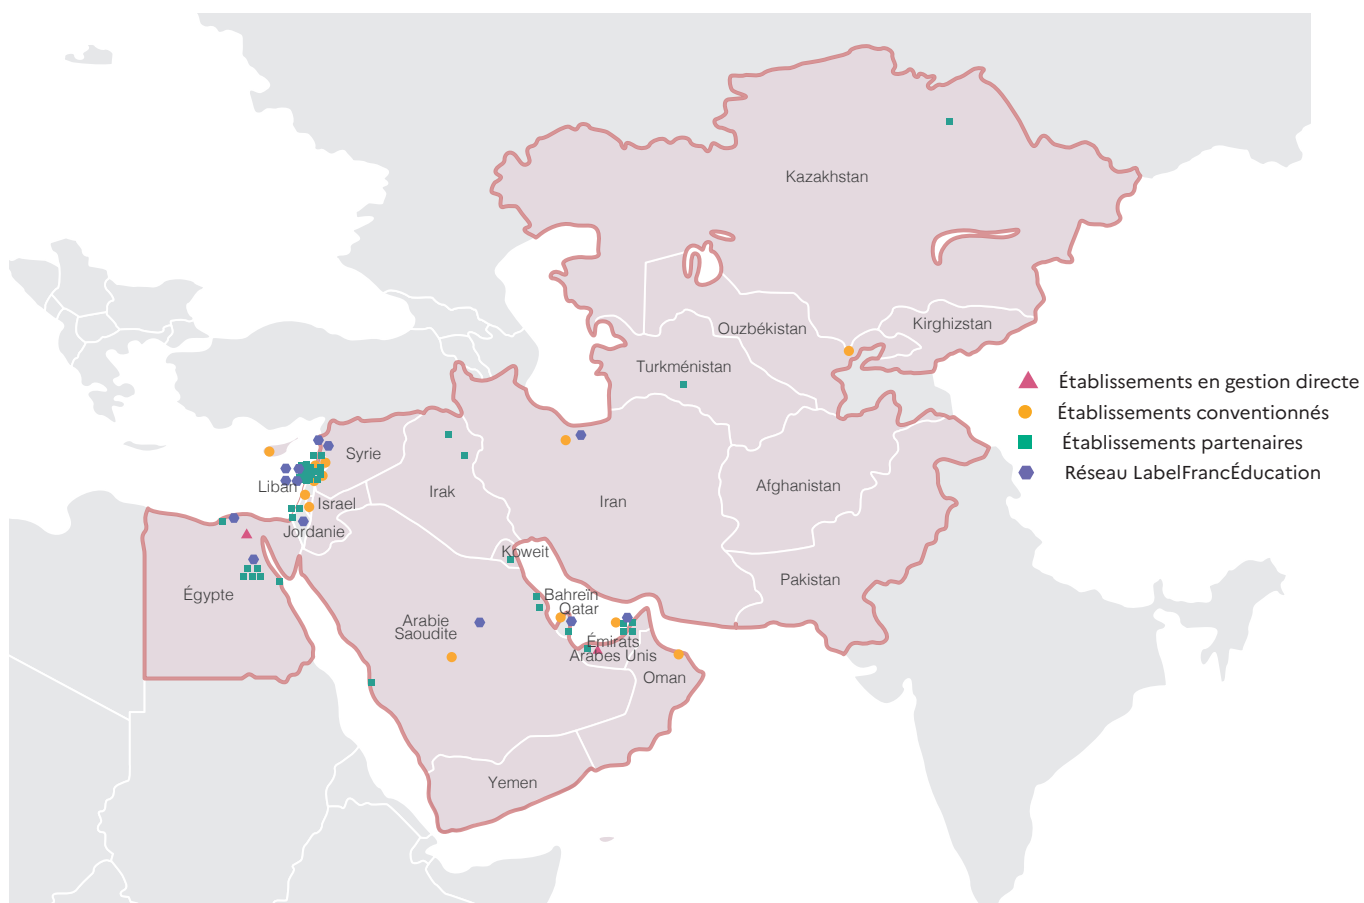 Kazakhstan
Ouzbékistan
Kirghizstan
Turkménistan
Établissements en gestion directe
Établissements conventionnés
Établissements partenaires
Réseau LabelFrancÉducation
Syrie
Liban
Israel
Jordanie
Irak
Iran
Afghanistan
Pakistan
Koweit
Égypte
Bahreïn
Qatar
Arabie
Saoudite
Émirats
Arabes Unis
Oman
Yemen